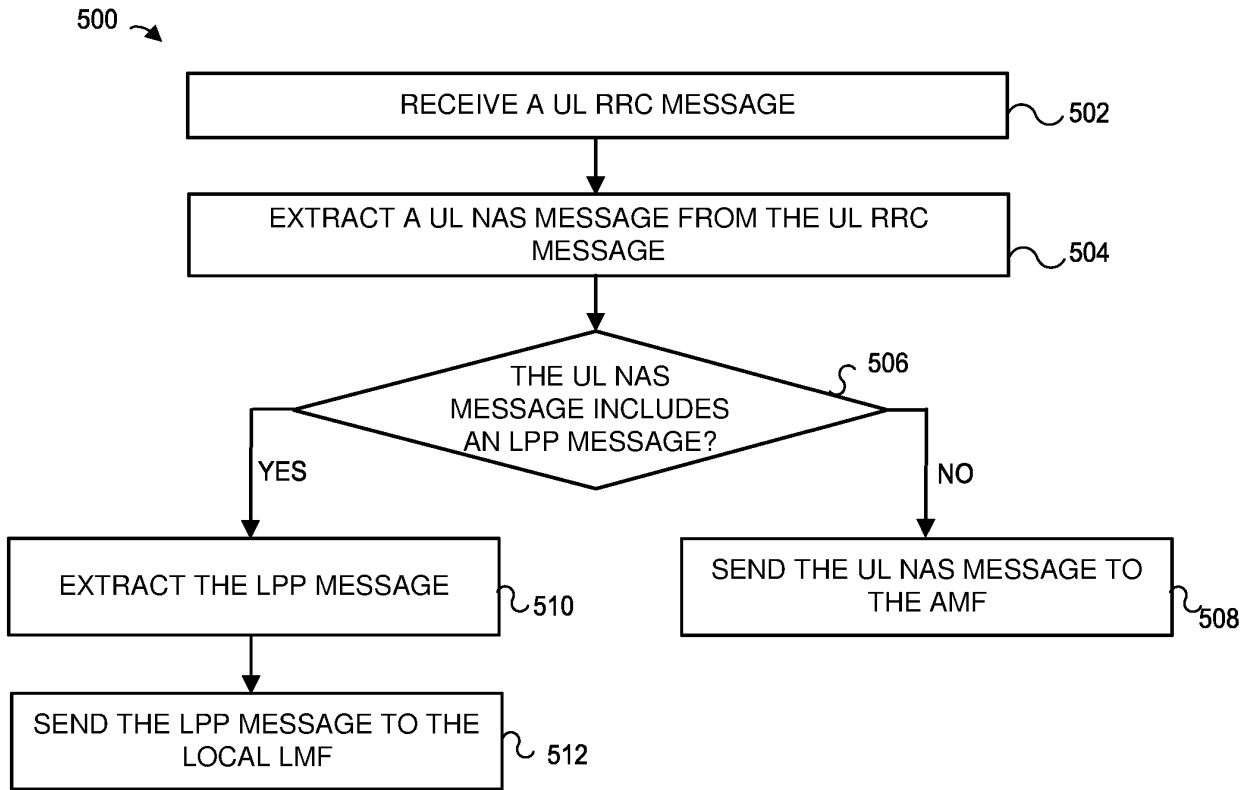 500
RECEIVE A UL RRC MESSAGE
502
EXTRACT A UL NAS MESSAGE FROM THE UL RRC
MESSAGE
504
THE UL NAS
MESSAGE INCLUDES
AN LPP MESSAGE?
506
YES
NO
EXTRACT THE LPP MESSAGE
510
SEND THE UL NAS MESSAGE TO
THE AMF
508
SEND THE LPP MESSAGE TO THE
LOCAL LMF
512